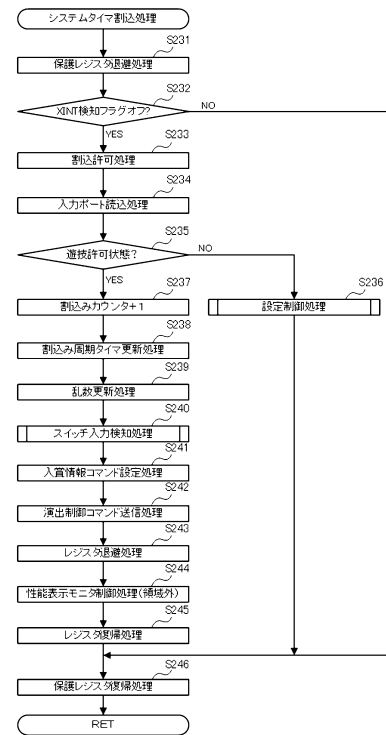 システムタイマ割込処理
S231
保護レジスタ退避処理
S232
XINT検知フラグオフ?
NO
YES
S233
割込許可処理
S234
入力ポート読込処理
S235
遊技許可状態?
NO
YES
S237
割込みカウンタ+1
S236
設定制御処理
S238
割込み周期タイマ更新処理
S239
乱数更新処理
S240
スイッチ入力検知処理
S241
入賞情報コマンド設定処理
S242
演出制御コマンド送信処理
S243
レジスタ退避処理
S244
性能表示モニタ制御処理(領域外)
S245
レジスタ復帰処理
S246
保護レジスタ復帰処理
RET